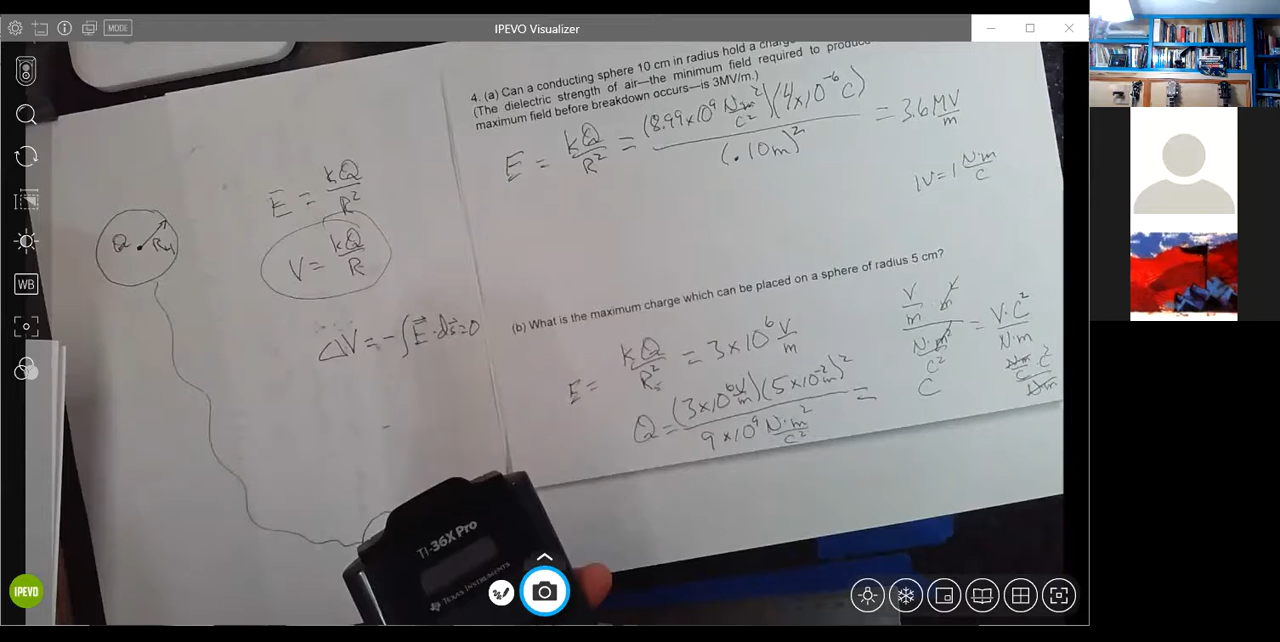 MODE
IPEVO Visualizer
4. (a) Can a conducting sphere 10 cm in radius hold a charge
(The dielectric strength of air—the minimum field required to produce
maximum field before breakdown occurs—is 3MV/m.)
E = kQ/R² = (8.99×10⁹ N·m²/C²)(4×10⁻⁶ C)/(.10m)² = 3.6 MV/m
1V = 1 N·m/C
E = kQ/R²
V = kQ/R
Q R
ΔV = -∫E⃗·ds⃗ = 0
(b) What is the maximum charge which can be placed on a sphere of radius 5 cm?
E = kQ/R² = 3×10⁶ V/m
Q = (3×10⁶ V/m)(5×10⁻² m)²/9×10⁹ N·m²/C² =
V/m m²/N·m²/C² = V·C²/N·m
C
N·m/C C²/N·m
TI-36X Pro
TEXAS INSTRUMENTS
WB
IPEVO